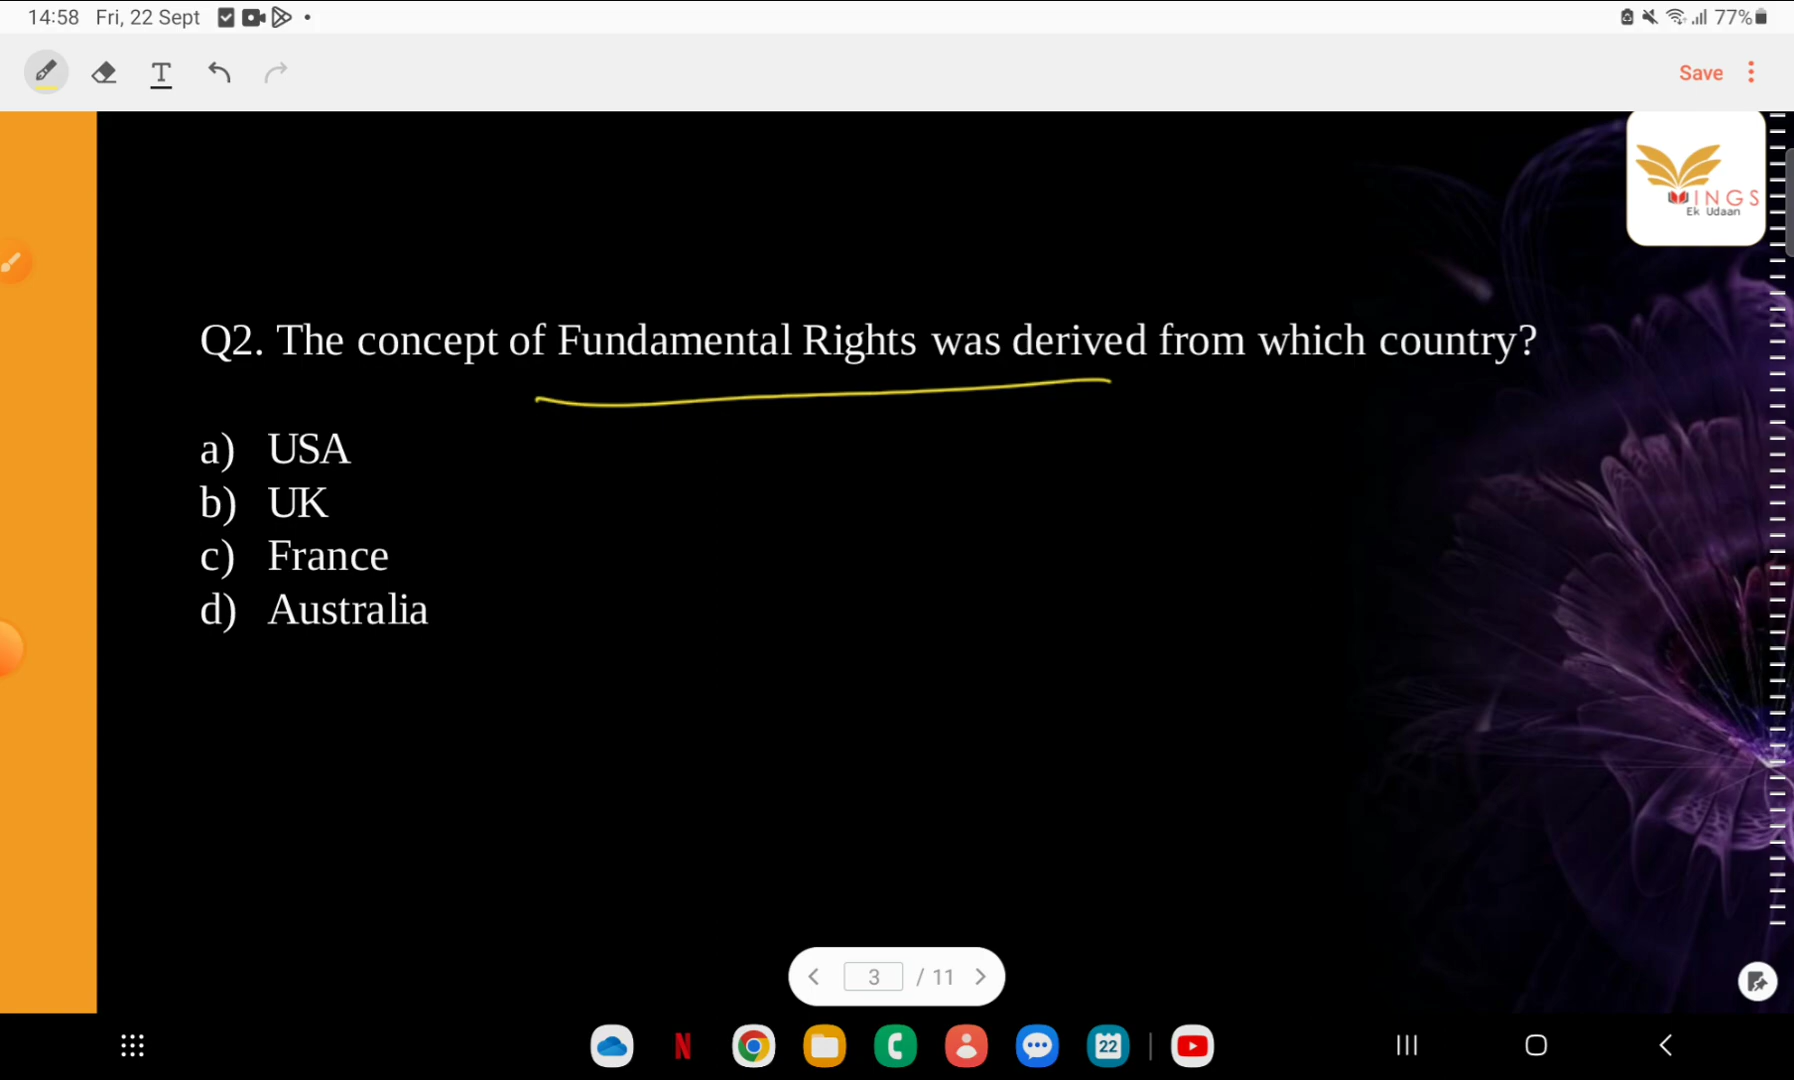 14:58 Fri, 22 Sept
77%
T
Save
WINGS
Ek Udaan
Q2. The concept of Fundamental Rights was derived from which country?
a) USA
b) UK
c) France
d) Australia
3 / 11
N
22